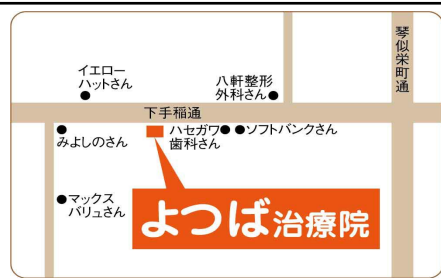 琴似栄町通
イエロー
ハットさん
八軒整形
外科さん
下手稲通
みよしのさん
ハセガワ
歯科さん
ソフトバンクさん
マックス
バリュさん
よつば治療院